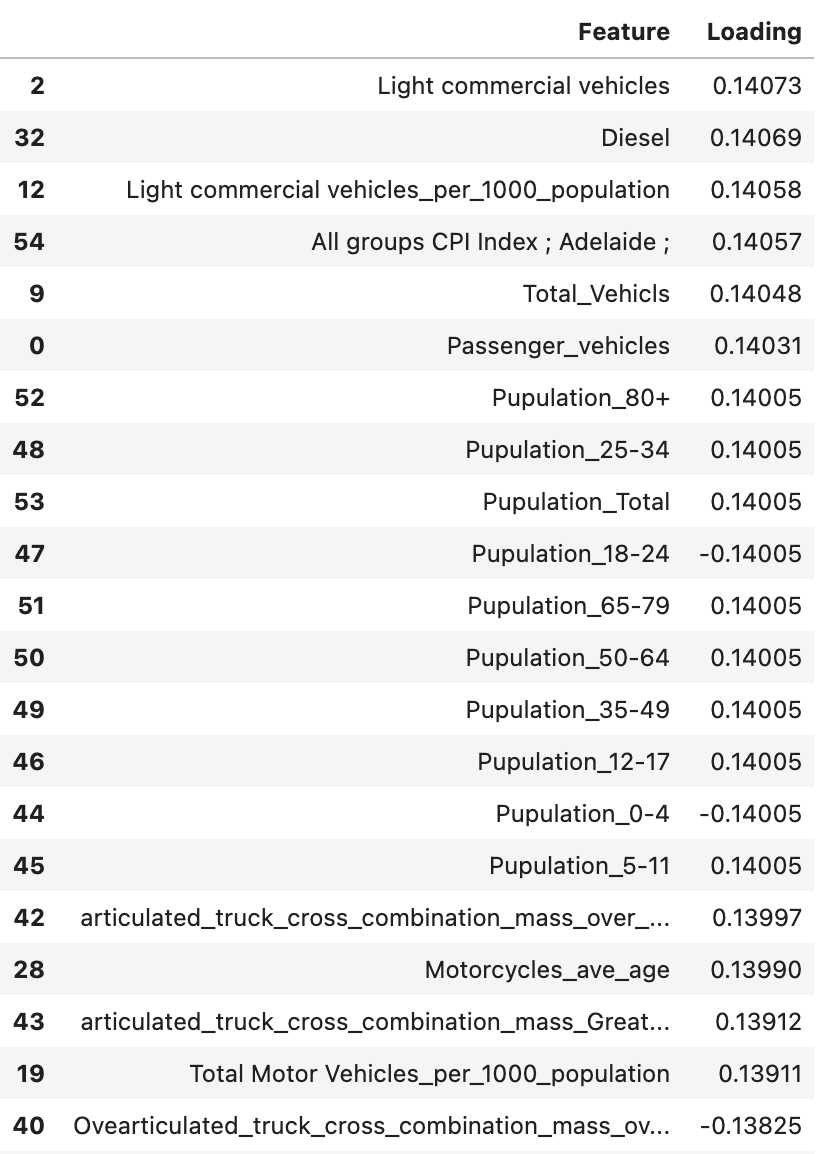 Feature Loading
2 Light commercial vehicles 0.14073
32 Diesel 0.14069
12 Light commercial vehicles_per_1000_population 0.14058
54 All groups CPI Index ; Adelaide ; 0.14057
9 Total_Vehicls 0.14048
0 Passenger_vehicles 0.14031
52 Pupulation_80+ 0.14005
48 Pupulation_25-34 0.14005
53 Pupulation_Total 0.14005
47 Pupulation_18-24 -0.14005
51 Pupulation_65-79 0.14005
50 Pupulation_50-64 0.14005
49 Pupulation_35-49 0.14005
46 Pupulation_12-17 0.14005
44 Pupulation_0-4 -0.14005
45 Pupulation_5-11 0.14005
42 articulated_truck_cross_combination_mass_over_... 0.13997
28 Motorcycles_ave_age 0.13990
43 articulated_truck_cross_combination_mass_Great... 0.13912
19 Total Motor Vehicles_per_1000_population 0.13911
40 Ovearticulated_truck_cross_combination_mass_ov... -0.13825